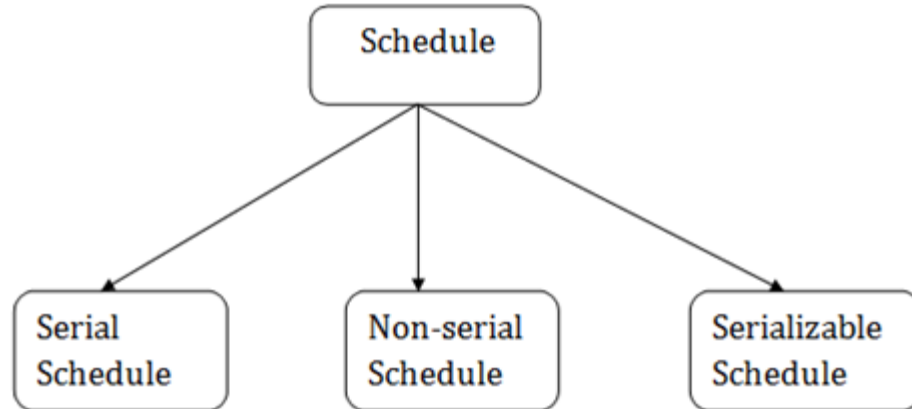 Schedule
Serial
Schedule
Non-serial
Schedule
Serializable
Schedule